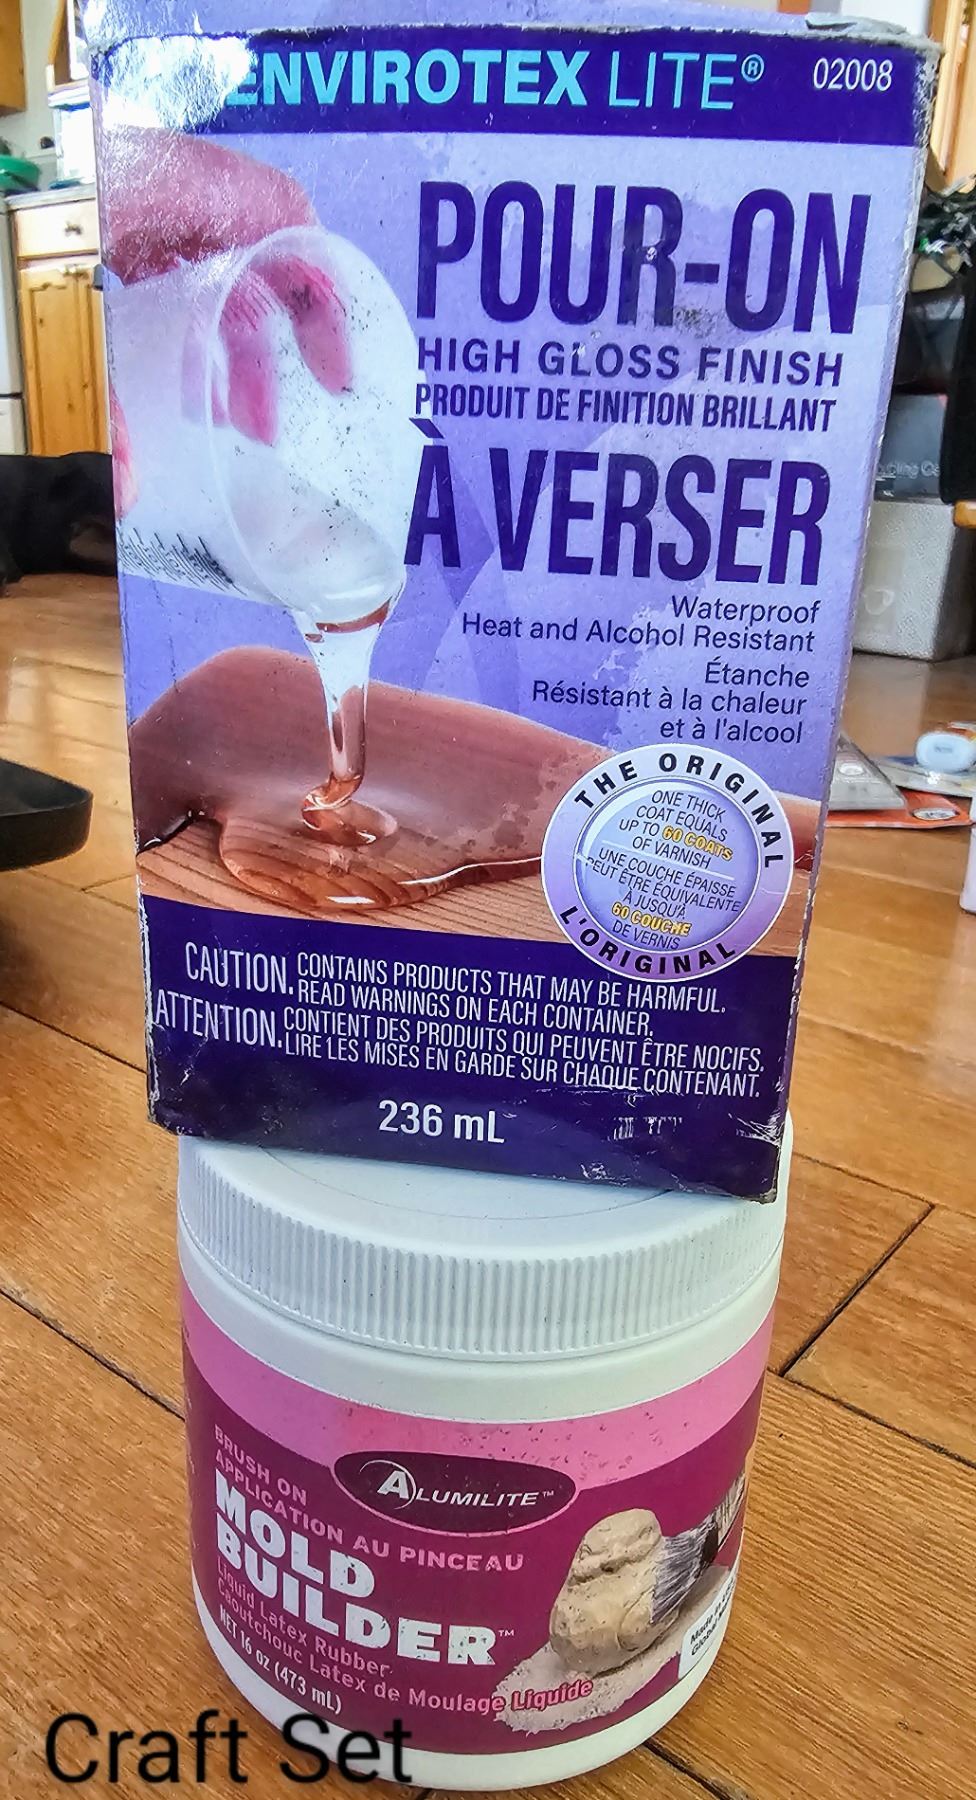 ENVIROTEX LITE® 02008
POUR-ON
HIGH GLOSS FINISH
PRODUIT DE FINITION BRILLANT
À VERSER
Waterproof
Heat and Alcohol Resistant
Étanche
Résistant à la chaleur
et à l'alcool
THE ORIGINAL
ONE THICK
COAT EQUALS
UP TO 60 COATS
OF VARNISH
UNE COUCHE ÉPAISSE
PEUT ÊTRE ÉQUIVALENTE
À JUSQU'À
60 COUCHE
DE VERNIS
L'ORIGINAL
CAUTION. CONTAINS PRODUCTS THAT MAY BE HARMFUL.
READ WARNINGS ON EACH CONTAINER.
ATTENTION. CONTIENT DES PRODUITS QUI PEUVENT ÊTRE NOCIFS.
LIRE LES MISES EN GARDE SUR CHAQUE CONTENANT.
236 mL
ALUMILITE™
BRUSH ON
APPLICATION AU PINCEAU
MOLD
BUILDER™
Liquid Latex Rubber
Caoutchouc Latex de Moulage Liquide
NET 16 oz (473 mL)
Made in
Global
Craft Set